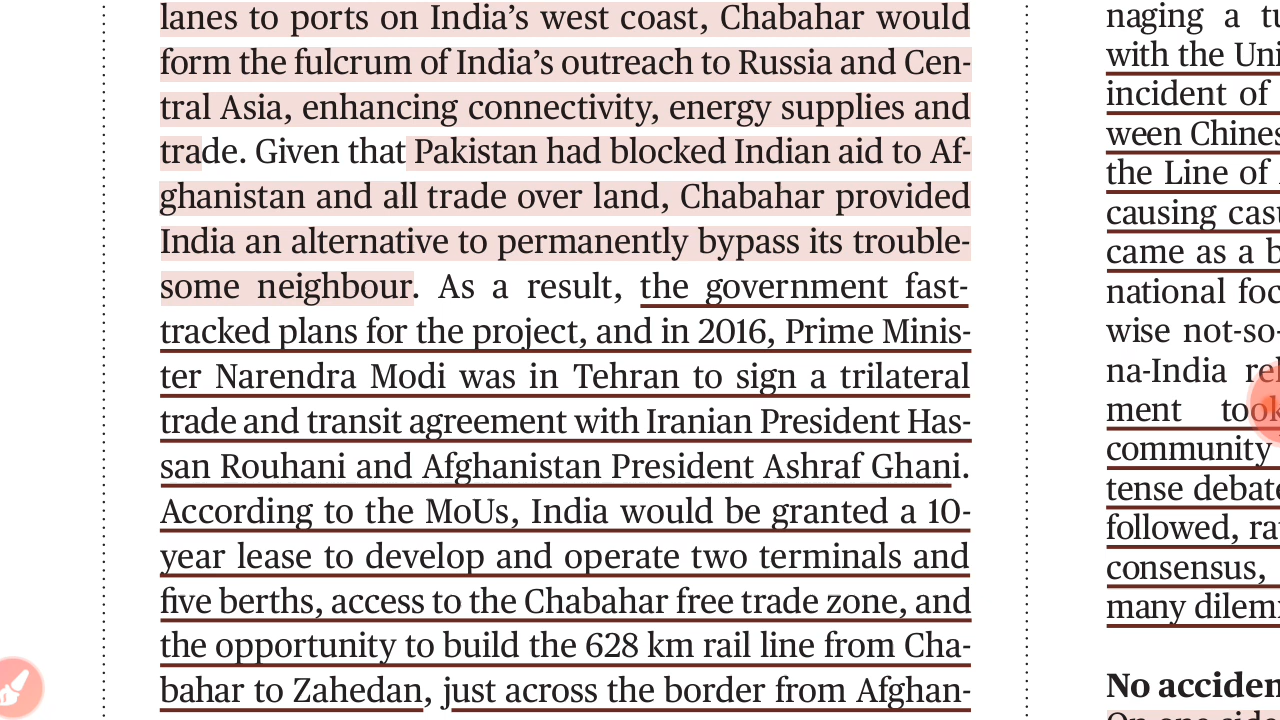 lanes to ports on India’s west coast, Chabahar would
form the fulcrum of India’s outreach to Russia and Cen-
tral Asia, enhancing connectivity, energy supplies and
trade. Given that Pakistan had blocked Indian aid to Af-
ghanistan and all trade over land, Chabahar provided
India an alternative to permanently bypass its trouble-
some neighbour. As a result, the government fast-
tracked plans for the project, and in 2016, Prime Minis-
ter Narendra Modi was in Tehran to sign a trilateral
trade and transit agreement with Iranian President Has-
san Rouhani and Afghanistan President Ashraf Ghani.
According to the MoUs, India would be granted a 10-
year lease to develop and operate two terminals and
five berths, access to the Chabahar free trade zone, and
the opportunity to build the 628 km rail line from Cha-
bahar to Zahedan, just across the border from Afghan-
naging a
with the
incident of
ween
the Line of
causing
came as a
national
wise
na-India
ment
community
tense
followed,
consensus,
many
No